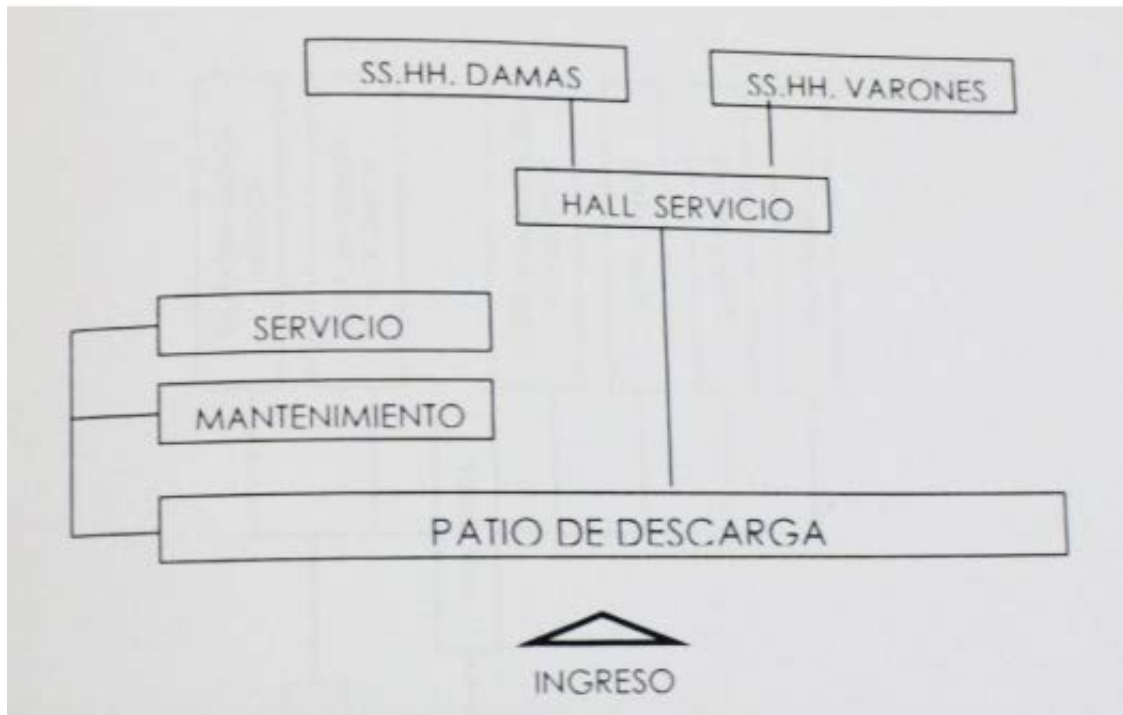 SS.HH. DAMAS
SS.HH. VARONES
HALL SERVICIO
SERVICIO
MANTENIMIENTO
PATIO DE DESCARGA
INGRESO